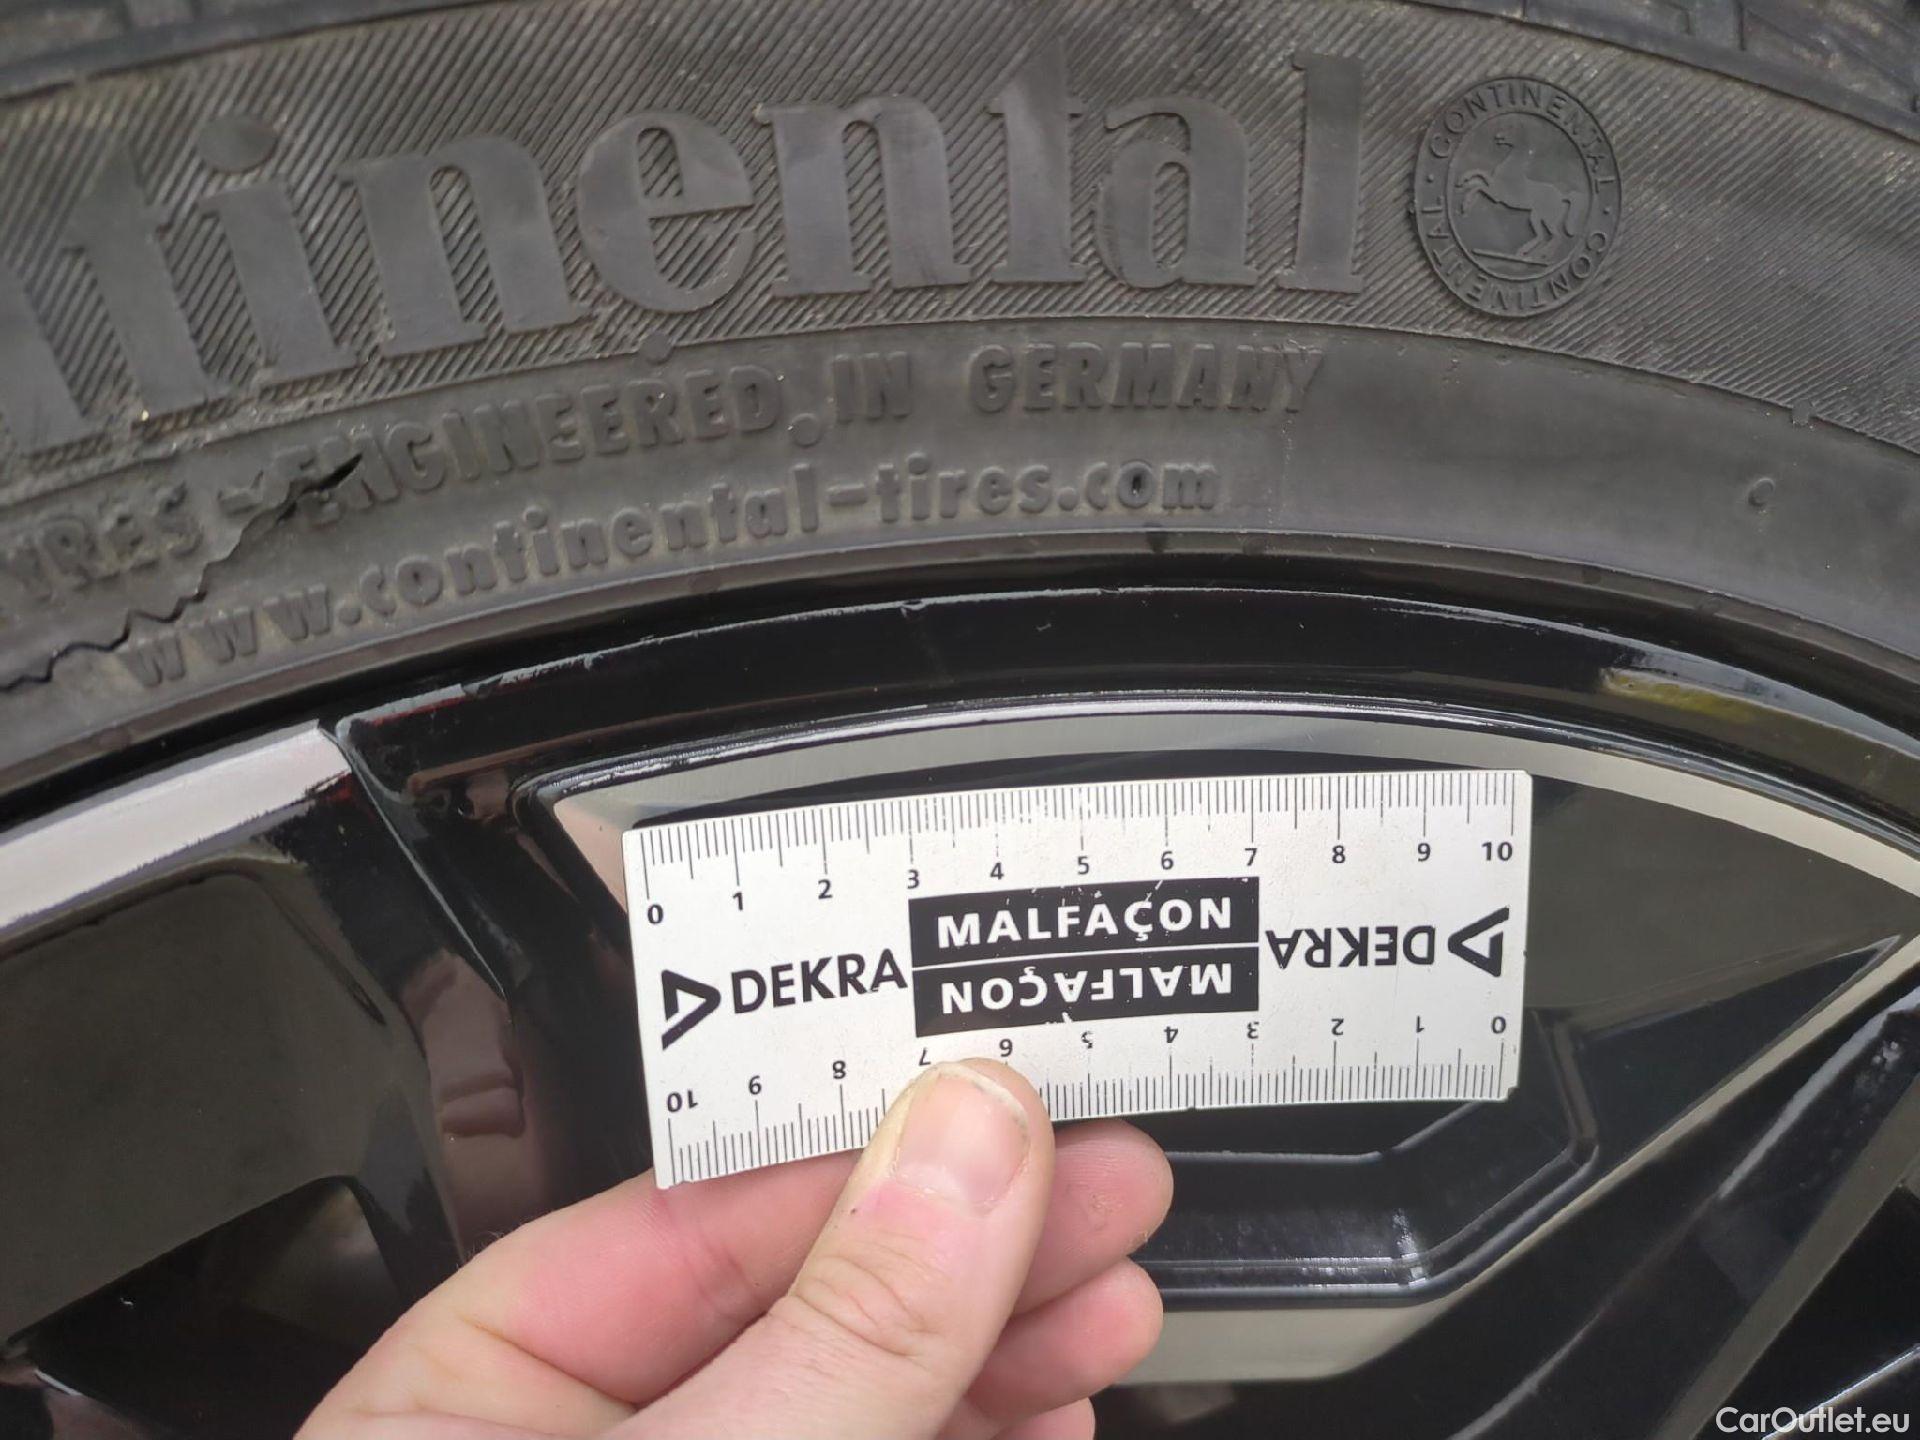 ntinental
CONTINENTAL · CONTINENTAL ·
TYRES - ENGINEERED IN GERMANY
www.continental-tires.com
0 1 2 3 4 5 6 7 8 9 10
DEKRA MALFAÇON DEKRA
MALFAÇON
10 9 8 7 6 5 4 3 2 1 0
CarOutlet.eu